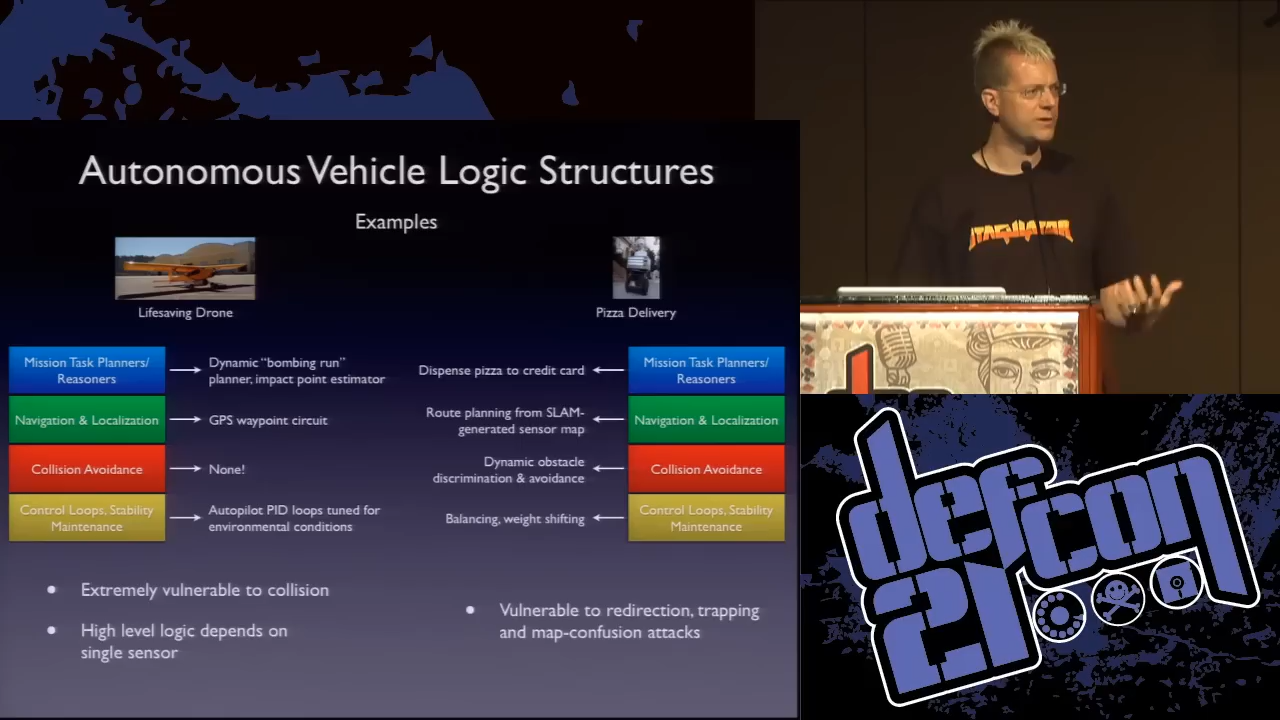 Autonomous Vehicle Logic Structures
Examples
Lifesaving Drone
Pizza Delivery
Mission Task Planners/
Reasoners
Dynamic "bombing run"
planner, impact point estimator
Dispense pizza to credit card
Mission Task Planners/
Reasoners
Navigation & Localization
GPS waypoint circuit
Route planning from SLAM-
generated sensor map
Navigation & Localization
Collision Avoidance
None!
Dynamic obstacle
discrimination & avoidance
Collision Avoidance
Control Loops, Stability
Maintenance
Autopilot PID loops tuned for
environmental conditions
Balancing, weight shifting
Control Loops, Stability
Maintenance
Extremely vulnerable to collision
High level logic depends on
single sensor
Vulnerable to redirection, trapping
and map-confusion attacks
defcon
21